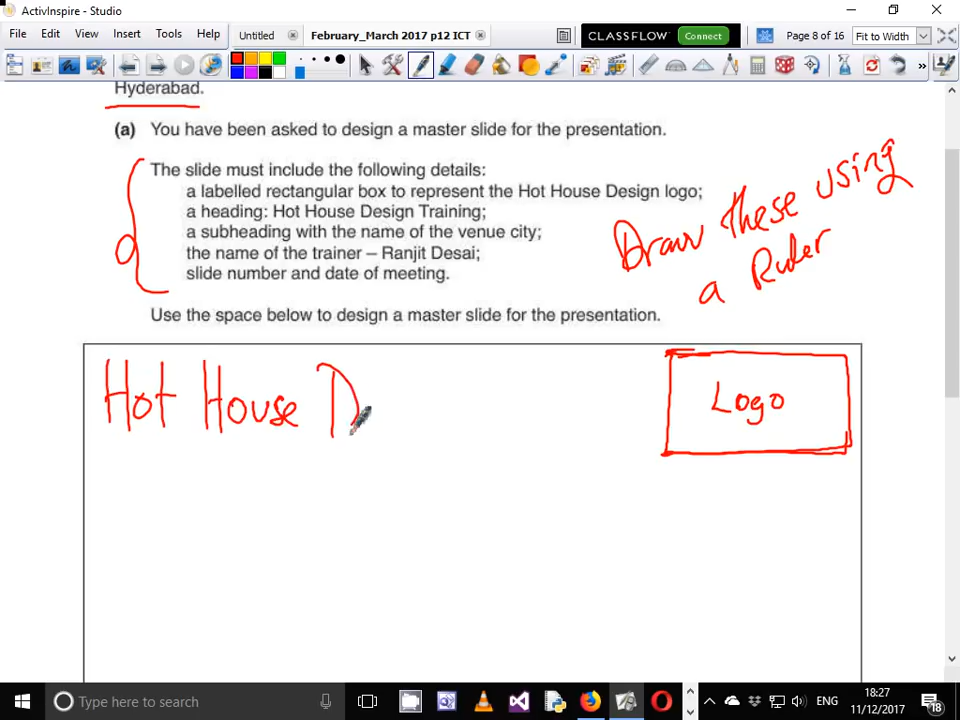 ActivInspire - Studio
File Edit View Insert Tools Help Untitled February_March 2017 p12 ICT CLASSFLOW Connect Page 8 of 16 Fit to Width
Hyderabad.
(a) You have been asked to design a master slide for the presentation.
The slide must include the following details:
a labelled rectangular box to represent the Hot House Design logo;
a heading: Hot House Design Training;
a subheading with the name of the venue city;
the name of the trainer – Ranjit Desai;
slide number and date of meeting.
Draw these using
a Ruler
Use the space below to design a master slide for the presentation.
Hot House D
Logo
Type here to search
ENG
18:27
11/12/2017
18